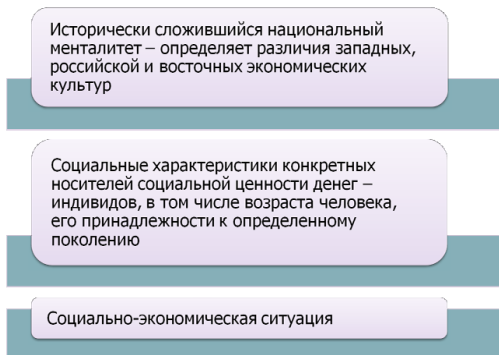 Исторически сложившийся национальный
менталитет – определяет различия западных,
российской и восточных экономических
культур
Социальные характеристики конкретных
носителей социальной ценности денег –
индивидов, в том числе возраста человека,
его принадлежности к определенному
поколению
Социально-экономическая ситуация